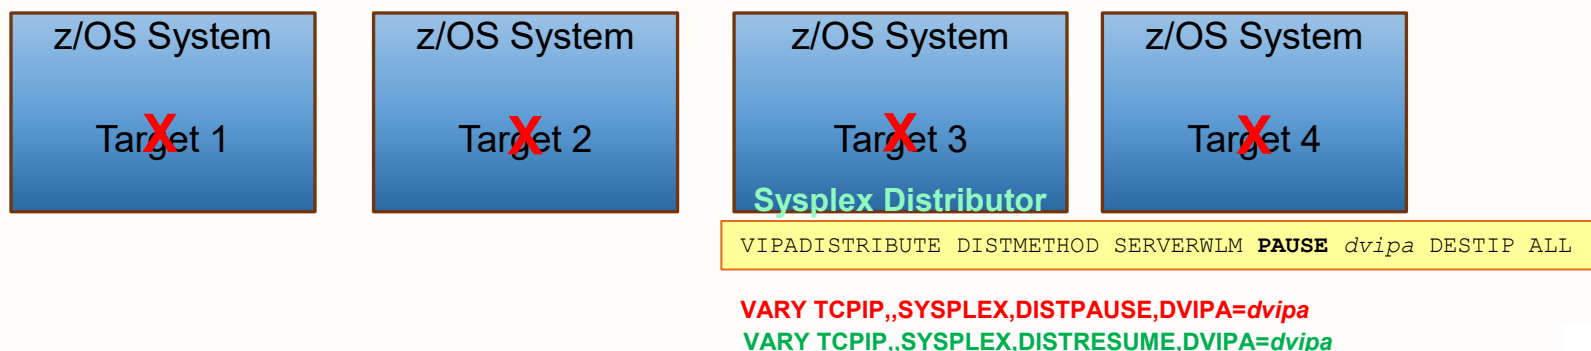 z/OS System
z/OS System
z/OS System
z/OS System
Target 1
X
Target 2
X
Target 3
X
Target 4
X
Sysplex Distributor
VIPADISTRIBUTE DISTMETHOD SERVERWLM PAUSE dvipa DESTIP ALL
VARY TCPIP,,SYSPLEX,DISTPAUSE,DVIPA=dvipa
VARY TCPIP,,SYSPLEX,DISTRESUME,DVIPA=dvipa